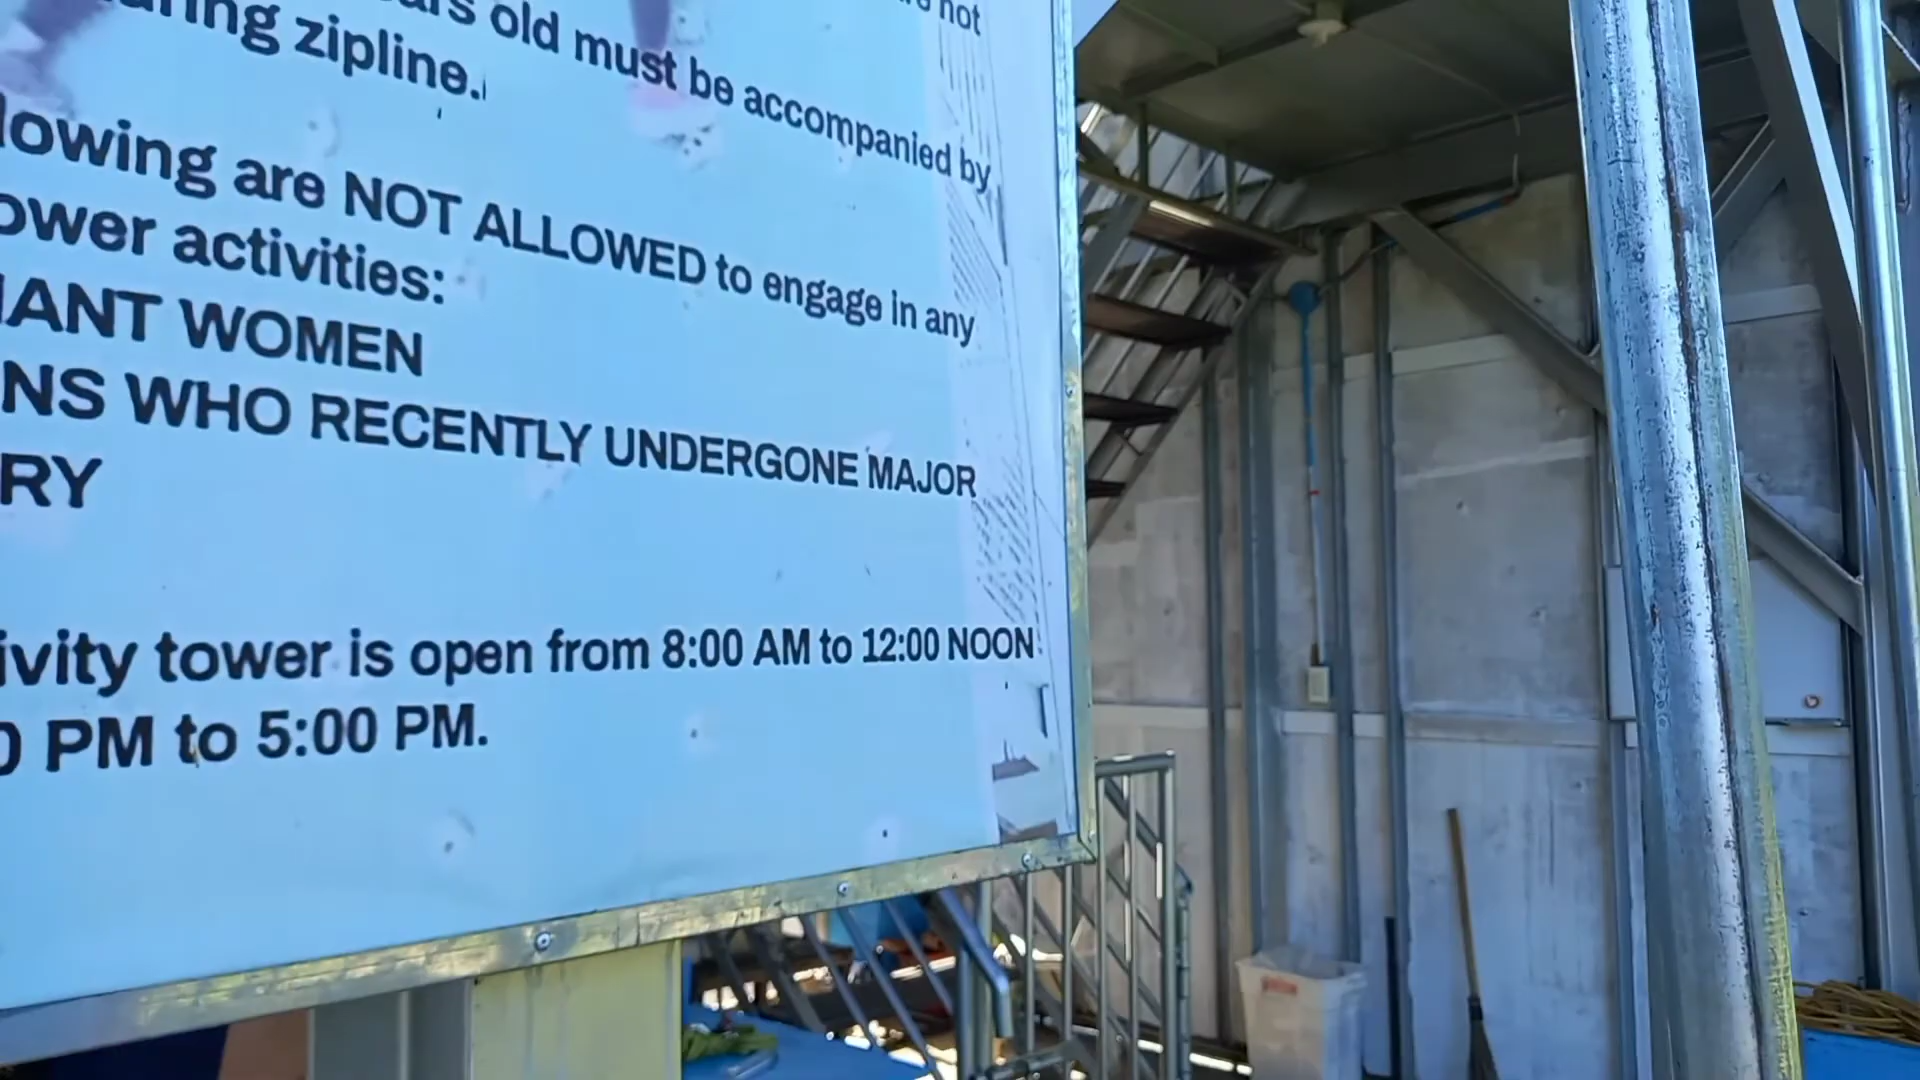 not
old must be accompanied by
zipline.
lowing are NOT ALLOWED to engage in any
ower activities:
ANT WOMEN
NS WHO RECENTLY UNDERGONE MAJOR
RY
ivity tower is open from 8:00 AM to 12:00 NOON
0 PM to 5:00 PM.